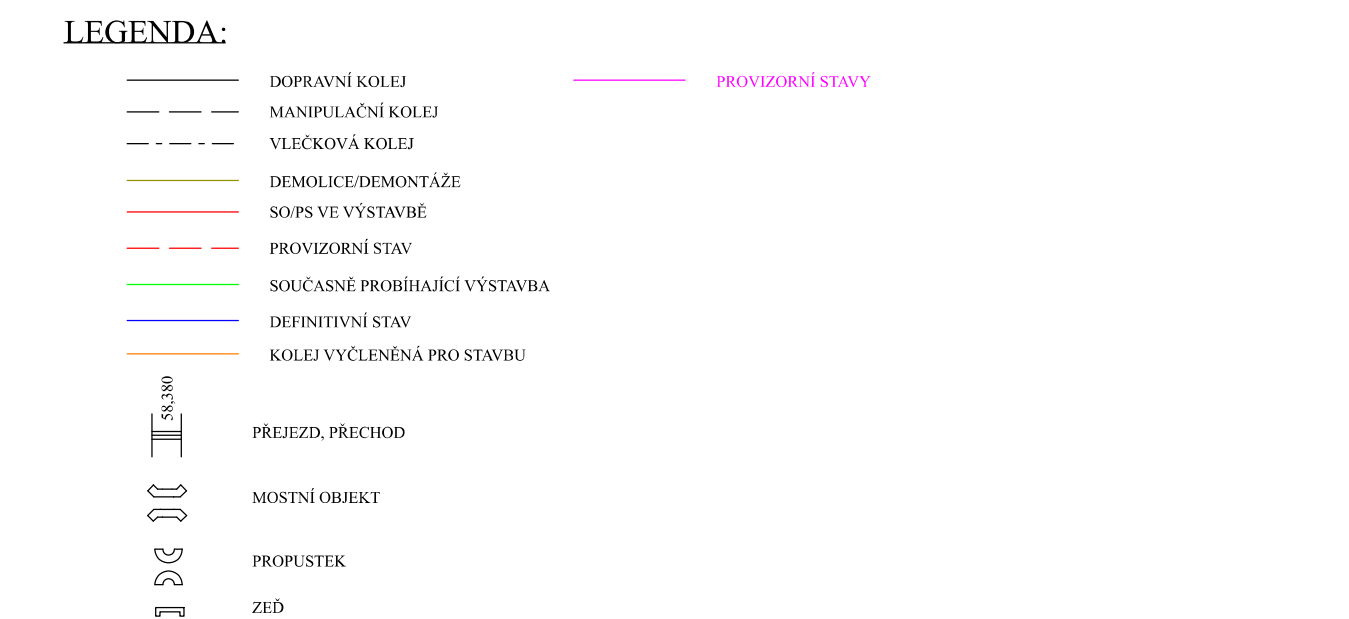 LEGENDA:
DOPRAVNÍ KOLEJ
PROVIZORNÍ STAVY
MANIPULAČNÍ KOLEJ
VLEČKOVÁ KOLEJ
DEMOLICE/DEMONTÁŽE
SO/PS VE VÝSTAVBĚ
PROVIZORNÍ STAV
SOUČASNĚ PROBÍHAJÍCÍ VÝSTAVBA
DEFINITIVNÍ STAV
KOLEJ VYČLENĚNÁ PRO STAVBU
58,380
PŘEJEZD, PŘECHOD
MOSTNÍ OBJEKT
PROPUSTEK
ZEĎ